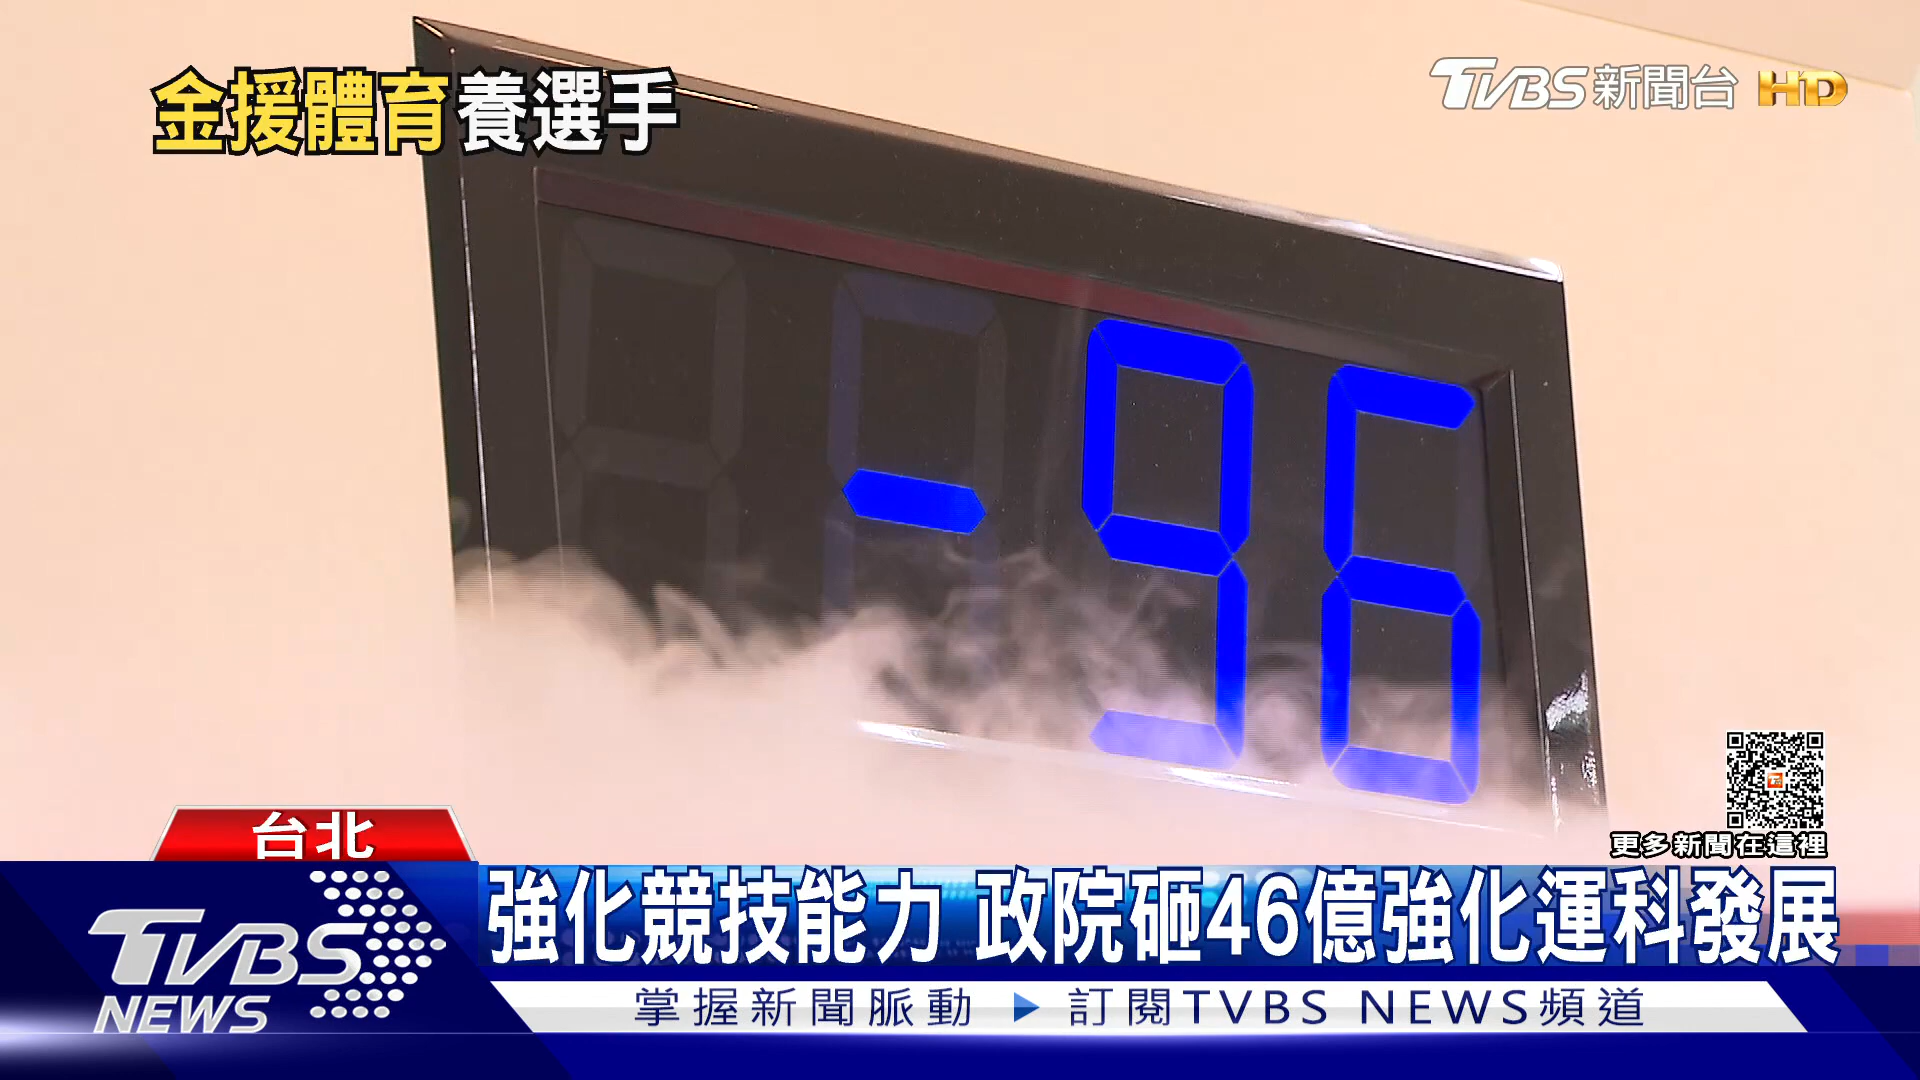 金援體育養選手
TVBS新聞台 HD
-96
更多新聞在這裡
台北
強化競技能力 政院砸46億強化運科發展
TVBS NEWS
掌握新聞脈動 ▶ 訂閱TVBS NEWS頻道